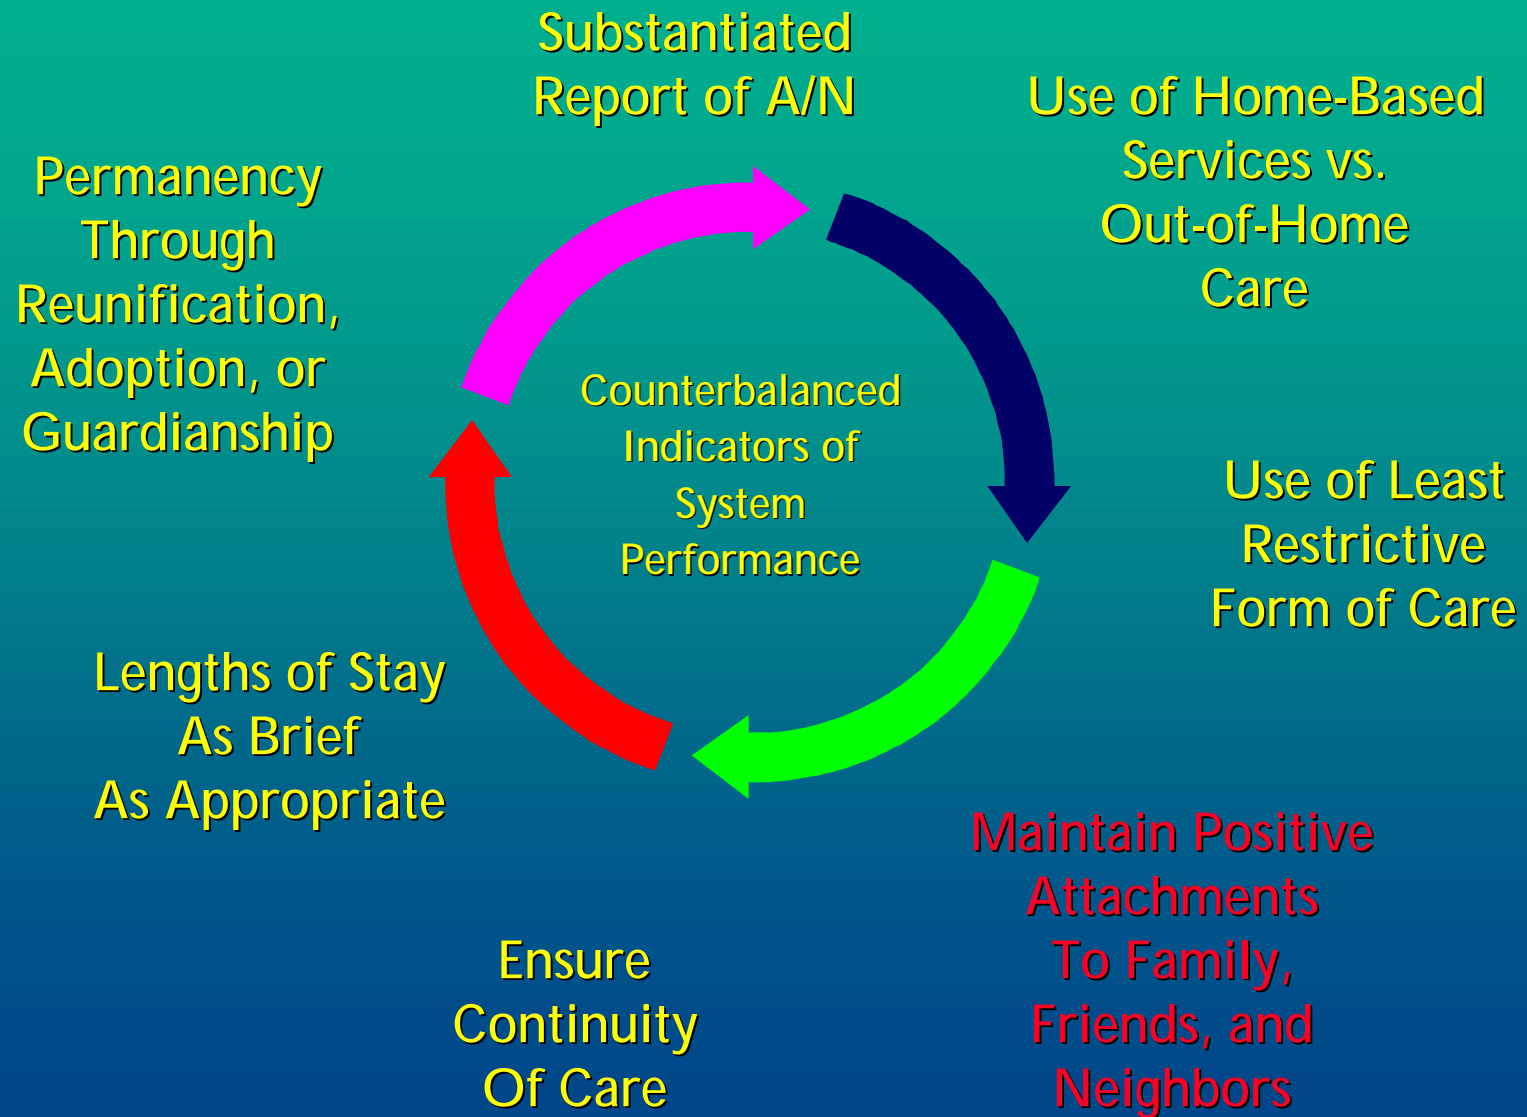 Substantiated
Report of A/N
Use of Home-Based
Services vs.
Out-of-Home
Care
Use of Least
Restrictive
Form of Care
Maintain Positive
Attachments
To Family,
Friends, and
Neighbors
Ensure
Continuity
Of Care
Lengths of Stay
As Brief
As Appropriate
Permanency
Through
Reunification,
Adoption, or
Guardianship
Counterbalanced
Indicators of
System
Performance